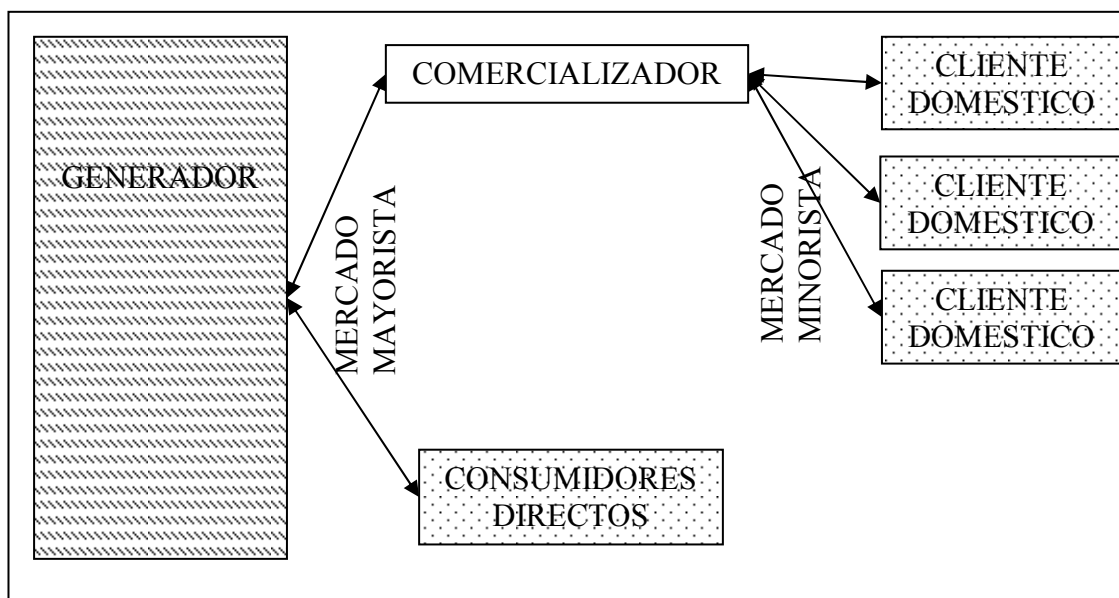 GENERADOR
COMERCIALIZADOR
MERCADO
MAYORISTA
CONSUMIDORES
DIRECTOS
MERCADO
MINORISTA
CLIENTE
DOMESTICO
CLIENTE
DOMESTICO
CLIENTE
DOMESTICO